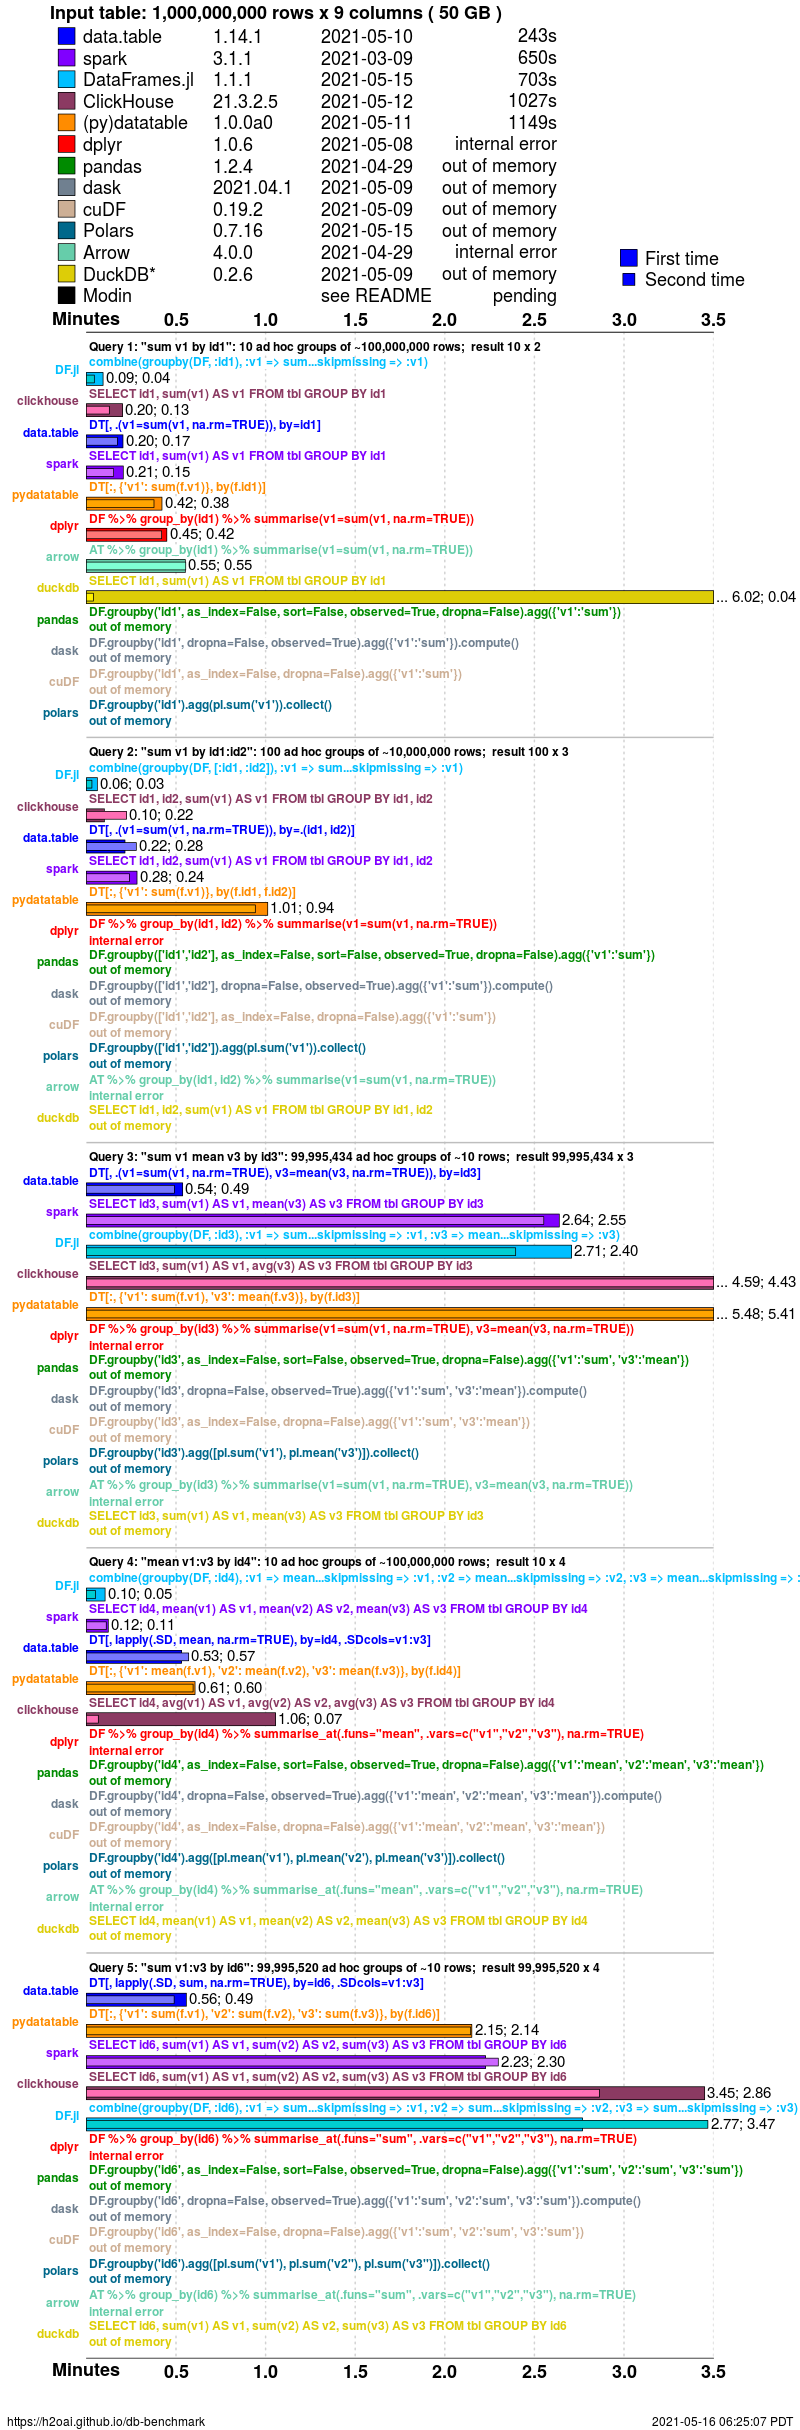 Input table: 1,000,000,000 rows x 9 columns ( 50 GB )
data.table 1.14.1 2021-05-10 243s
spark 3.1.1 2021-03-09 650s
DataFrames.jl 1.1.1 2021-05-15 703s
ClickHouse 21.3.2.5 2021-05-12 1027s
(py)datatable 1.0.0a0 2021-05-11 1149s
dplyr 1.0.6 2021-05-08 internal error
pandas 1.2.4 2021-04-29 out of memory
dask 2021.04.1 2021-05-09 out of memory
cuDF 0.19.2 2021-05-09 out of memory
Polars 0.7.16 2021-05-15 out of memory
Arrow 4.0.0 2021-04-29 internal error
DuckDB* 0.2.6 2021-05-09 out of memory
Modin see README pending
First time
Second time
Minutes 0.5 1.0 1.5 2.0 2.5 3.0 3.5
Query 1: "sum v1 by id1": 10 ad hoc groups of ~100,000,000 rows; result 10 x 2
DF.jl combine(groupby(DF, :id1), :v1 => sum...skipmissing => :v1)
0.09; 0.04
clickhouse SELECT id1, sum(v1) AS v1 FROM tbl GROUP BY id1
0.20; 0.13
data.table DT[, .(v1=sum(v1, na.rm=TRUE)), by=id1]
0.20; 0.17
spark SELECT id1, sum(v1) AS v1 FROM tbl GROUP BY id1
0.21; 0.15
pydatatable DT[:, {'v1': sum(f.v1)}, by(f.id1)]
0.42; 0.38
dplyr DF %>% group_by(id1) %>% summarise(v1=sum(v1, na.rm=TRUE))
0.45; 0.42
arrow AT %>% group_by(id1) %>% summarise(v1=sum(v1, na.rm=TRUE))
0.55; 0.55
duckdb SELECT id1, sum(v1) AS v1 FROM tbl GROUP BY id1
... 6.02; 0.04
pandas DF.groupby('id1', as_index=False, sort=False, observed=True, dropna=False).agg({'v1':'sum'})
out of memory
dask DF.groupby('id1', dropna=False, observed=True).agg({'v1':'sum'}).compute()
out of memory
cuDF DF.groupby('id1', as_index=False, dropna=False).agg({'v1':'sum'})
out of memory
polars DF.groupby('id1').agg(pl.sum('v1')).collect()
out of memory
Query 2: "sum v1 by id1:id2": 100 ad hoc groups of ~10,000,000 rows; result 100 x 3
DF.jl combine(groupby(DF, [:id1, :id2]), :v1 => sum...skipmissing => :v1)
0.06; 0.03
clickhouse SELECT id1, id2, sum(v1) AS v1 FROM tbl GROUP BY id1, id2
0.10; 0.22
data.table DT[, .(v1=sum(v1, na.rm=TRUE)), by=.(id1, id2)]
0.22; 0.28
spark SELECT id1, id2, sum(v1) AS v1 FROM tbl GROUP BY id1, id2
0.28; 0.24
pydatatable DT[:, {'v1': sum(f.v1)}, by(f.id1, f.id2)]
1.01; 0.94
dplyr DF %>% group_by(id1, id2) %>% summarise(v1=sum(v1, na.rm=TRUE))
internal error
pandas DF.groupby(['id1','id2'], as_index=False, sort=False, observed=True, dropna=False).agg({'v1':'sum'})
out of memory
dask DF.groupby(['id1','id2'], dropna=False, observed=True).agg({'v1':'sum'}).compute()
out of memory
cuDF DF.groupby(['id1','id2'], as_index=False, dropna=False).agg({'v1':'sum'})
out of memory
polars DF.groupby(['id1','id2']).agg(pl.sum('v1')).collect()
out of memory
arrow AT %>% group_by(id1, id2) %>% summarise(v1=sum(v1, na.rm=TRUE))
internal error
duckdb SELECT id1, id2, sum(v1) AS v1 FROM tbl GROUP BY id1, id2
out of memory
Query 3: "sum v1 mean v3 by id3": 99,995,434 ad hoc groups of ~10 rows; result 99,995,434 x 3
data.table DT[, .(v1=sum(v1, na.rm=TRUE), v3=mean(v3, na.rm=TRUE)), by=id3]
0.54; 0.49
spark SELECT id3, sum(v1) AS v1, mean(v3) AS v3 FROM tbl GROUP BY id3
2.64; 2.55
DF.jl combine(groupby(DF, :id3), :v1 => sum...skipmissing => :v1, :v3 => mean...skipmissing => :v3)
2.71; 2.40
clickhouse SELECT id3, sum(v1) AS v1, avg(v3) AS v3 FROM tbl GROUP BY id3
... 4.59; 4.43
pydatatable DT[:, {'v1': sum(f.v1), 'v3': mean(f.v3)}, by(f.id3)]
... 5.48; 5.41
dplyr DF %>% group_by(id3) %>% summarise(v1=sum(v1, na.rm=TRUE), v3=mean(v3, na.rm=TRUE))
internal error
pandas DF.groupby('id3', as_index=False, sort=False, observed=True, dropna=False).agg({'v1':'sum', 'v3':'mean'})
out of memory
dask DF.groupby('id3', dropna=False, observed=True).agg({'v1':'sum', 'v3':'mean'}).compute()
out of memory
cuDF DF.groupby('id3', as_index=False, dropna=False).agg({'v1':'sum', 'v3':'mean'})
out of memory
polars DF.groupby('id3').agg([pl.sum('v1'), pl.mean('v3')]).collect()
out of memory
arrow AT %>% group_by(id3) %>% summarise(v1=sum(v1, na.rm=TRUE), v3=mean(v3, na.rm=TRUE))
internal error
duckdb SELECT id3, sum(v1) AS v1, mean(v3) AS v3 FROM tbl GROUP BY id3
out of memory
Query 4: "mean v1:v3 by id4": 10 ad hoc groups of ~100,000,000 rows; result 10 x 4
DF.jl combine(groupby(DF, :id4), :v1 => mean...skipmissing => :v1, :v2 => mean...skipmissing => :v2, :v3 => mean...skipmissing => :
0.10; 0.05
spark SELECT id4, mean(v1) AS v1, mean(v2) AS v2, mean(v3) AS v3 FROM tbl GROUP BY id4
0.12; 0.11
data.table DT[, lapply(.SD, mean, na.rm=TRUE), by=id4, .SDcols=v1:v3]
0.53; 0.57
pydatatable DT[:, {'v1': mean(f.v1), 'v2': mean(f.v2), 'v3': mean(f.v3)}, by(f.id4)]
0.61; 0.60
clickhouse SELECT id4, avg(v1) AS v1, avg(v2) AS v2, avg(v3) AS v3 FROM tbl GROUP BY id4
1.06; 0.07
dplyr DF %>% group_by(id4) %>% summarise_at(.funs="mean", .vars=c("v1","v2","v3"), na.rm=TRUE)
internal error
pandas DF.groupby('id4', as_index=False, sort=False, observed=True, dropna=False).agg({'v1':'mean', 'v2':'mean', 'v3':'mean'})
out of memory
dask DF.groupby('id4', dropna=False, observed=True).agg({'v1':'mean', 'v2':'mean', 'v3':'mean'}).compute()
out of memory
cuDF DF.groupby('id4', as_index=False, dropna=False).agg({'v1':'mean', 'v2':'mean', 'v3':'mean'})
out of memory
polars DF.groupby('id4').agg([pl.mean('v1'), pl.mean('v2'), pl.mean('v3')]).collect()
out of memory
arrow AT %>% group_by(id4) %>% summarise_at(.funs="mean", .vars=c("v1","v2","v3"), na.rm=TRUE)
internal error
duckdb SELECT id4, mean(v1) AS v1, mean(v2) AS v2, mean(v3) AS v3 FROM tbl GROUP BY id4
out of memory
Query 5: "sum v1:v3 by id6": 99,995,520 ad hoc groups of ~10 rows; result 99,995,520 x 4
data.table DT[, lapply(.SD, sum, na.rm=TRUE), by=id6, .SDcols=v1:v3]
0.56; 0.49
pydatatable DT[:, {'v1': sum(f.v1), 'v2': sum(f.v2), 'v3': sum(f.v3)}, by(f.id6)]
2.15; 2.14
spark SELECT id6, sum(v1) AS v1, sum(v2) AS v2, sum(v3) AS v3 FROM tbl GROUP BY id6
2.23; 2.30
clickhouse SELECT id6, sum(v1) AS v1, sum(v2) AS v2, sum(v3) AS v3 FROM tbl GROUP BY id6
3.45; 2.86
DF.jl combine(groupby(DF, :id6), :v1 => sum...skipmissing => :v1, :v2 => sum...skipmissing => :v2, :v3 => sum...skipmissing => :v3)
2.77; 3.47
dplyr DF %>% group_by(id6) %>% summarise_at(.funs="sum", .vars=c("v1","v2","v3"), na.rm=TRUE)
internal error
pandas DF.groupby('id6', as_index=False, sort=False, observed=True, dropna=False).agg({'v1':'sum', 'v2':'sum', 'v3':'sum'})
out of memory
dask DF.groupby('id6', dropna=False, observed=True).agg({'v1':'sum', 'v2':'sum', 'v3':'sum'}).compute()
out of memory
cuDF DF.groupby('id6', as_index=False, dropna=False).agg({'v1':'sum', 'v2':'sum', 'v3':'sum'})
out of memory
polars DF.groupby('id6').agg([pl.sum('v1'), pl.sum('v2"), pl.sum('v3")]).collect()
out of memory
arrow AT %>% group_by(id6) %>% summarise_at(.funs="sum", .vars=c("v1","v2","v3"), na.rm=TRUE)
internal error
duckdb SELECT id6, sum(v1) AS v1, sum(v2) AS v2, sum(v3) AS v3 FROM tbl GROUP BY id6
out of memory
Minutes 0.5 1.0 1.5 2.0 2.5 3.0 3.5
https://h2oai.github.io/db-benchmark 2021-05-16 06:25:07 PDT